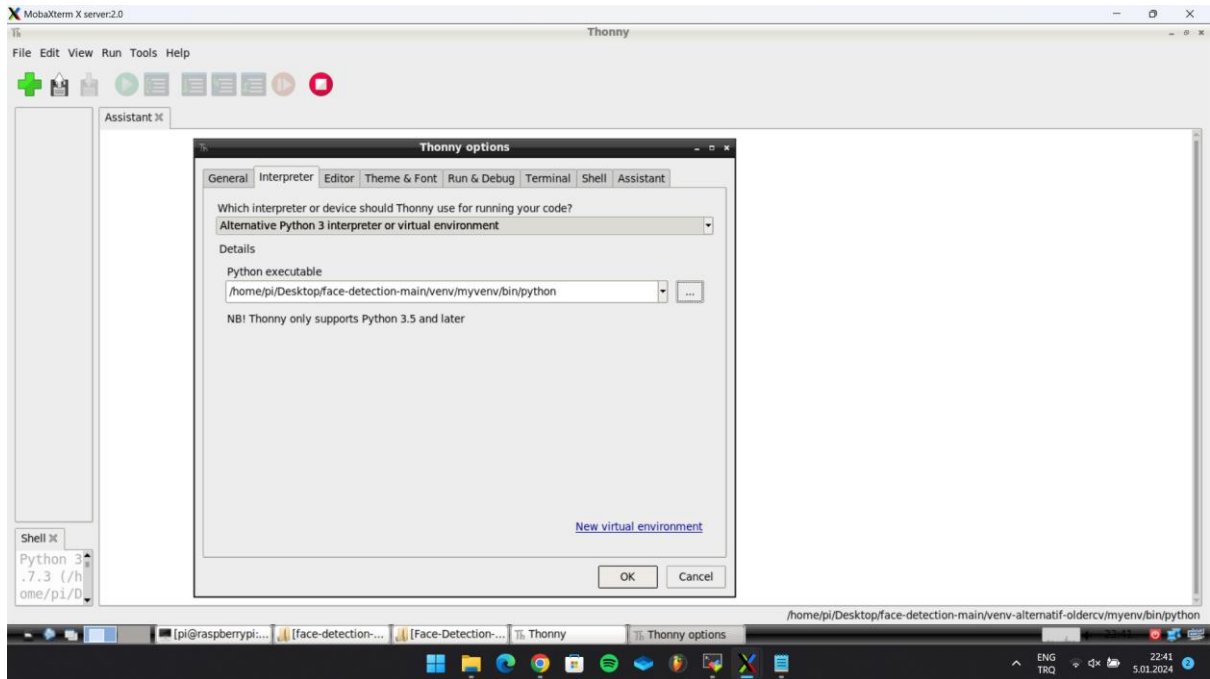 MobaXterm X server:2.0
Thonny
File Edit View Run Tools Help
Assistant
Thonny options
General Interpreter Editor Theme & Font Run & Debug Terminal Shell Assistant
Which interpreter or device should Thonny use for running your code?
Alternative Python 3 interpreter or virtual environment
Details
Python executable
/home/pi/Desktop/face-detection-main/venv/myvenv/bin/python
...
NB! Thonny only supports Python 3.5 and later
New virtual environment
OK Cancel
Shell
Python 3
.7.3 (/h
ome/pi/D
/home/pi/Desktop/face-detection-main/venv-alternatif-oldercv/myenv/bin/python
[pi@raspberrypi:... [face-detection-... [Face-Detection-... Thonny Thonny options
ENG
TRQ
22:41
5.01.2024
2